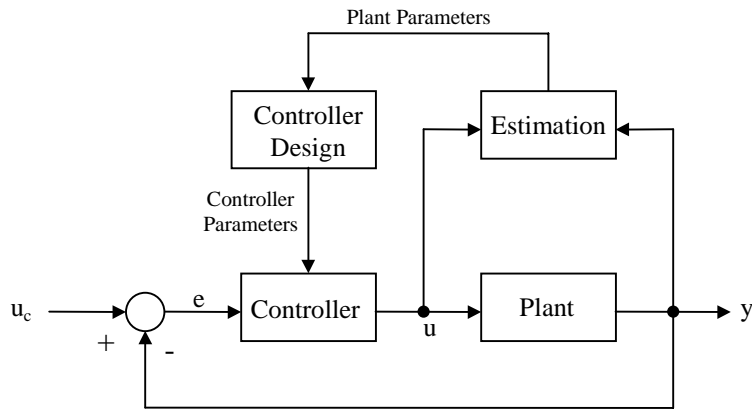 Plant Parameters
Controller
Design
Estimation
Controller
Parameters
u_c
+
-
e
Controller
u
Plant
y